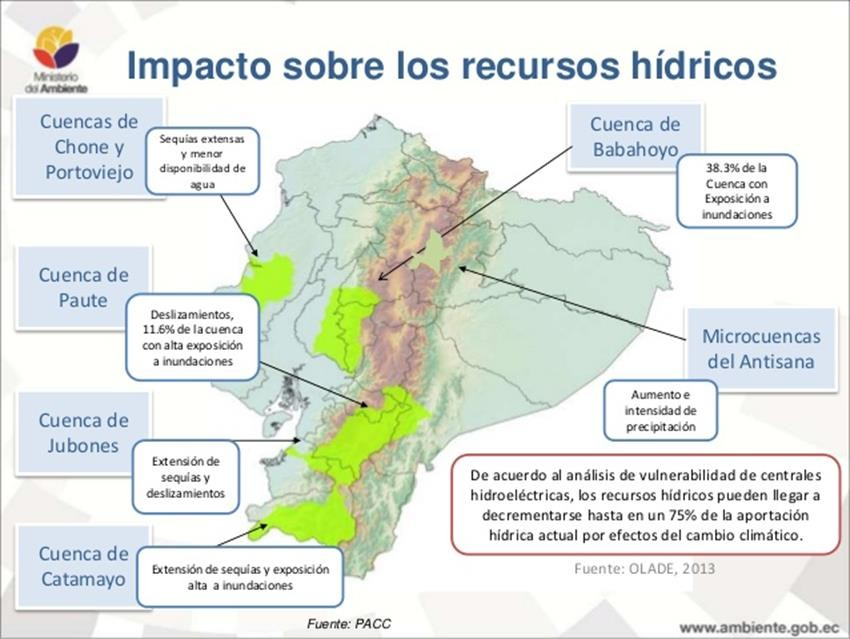 Ministerio
del Ambiente
Impacto sobre los recursos hídricos
Cuencas de
Chone y
Portoviejo
Sequías extensas
y menor
disponibilidad de
agua
Cuenca de
Babahoyo
38.3% de la
Cuenca con
Exposición a
inundaciones
Cuenca de
Paute
Deslizamientos,
11.6% de la cuenca
con alta exposición
a inundaciones
Microcuencas
del Antisana
Aumento e
intensidad de
precipitación
Cuenca de
Jubones
Extensión de
sequías y
deslizamientos
De acuerdo al análisis de vulnerabilidad de centrales
hidroeléctricas, los recursos hídricos pueden llegar a
decrementarse hasta en un 75% de la aportación
hídrica actual por efectos del cambio climático.
Fuente: OLADE, 2013
Cuenca de
Catamayo
Extensión de sequías y exposición
alta a inundaciones
Fuente: PACC
www.ambiente.gob.ec